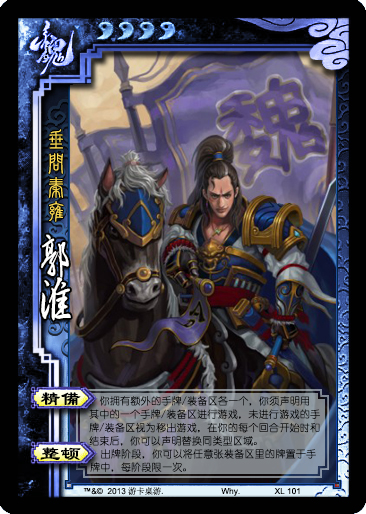 魏
魏
垂問秦雍
郭淮
精備
你拥有额外的手牌/装备区各一个，你须声明用
其中的一个手牌/装备区进行游戏，未进行游戏的手
牌/装备区视为移出游戏，在你的每个回合开始时和
结束后，你可以声明替换同类型区域。
整顿
出牌阶段，你可以将任意张装备区里的牌置于手
牌中，每阶段限一次。
™&© 2013 游卡桌游.
Why.
XL 101